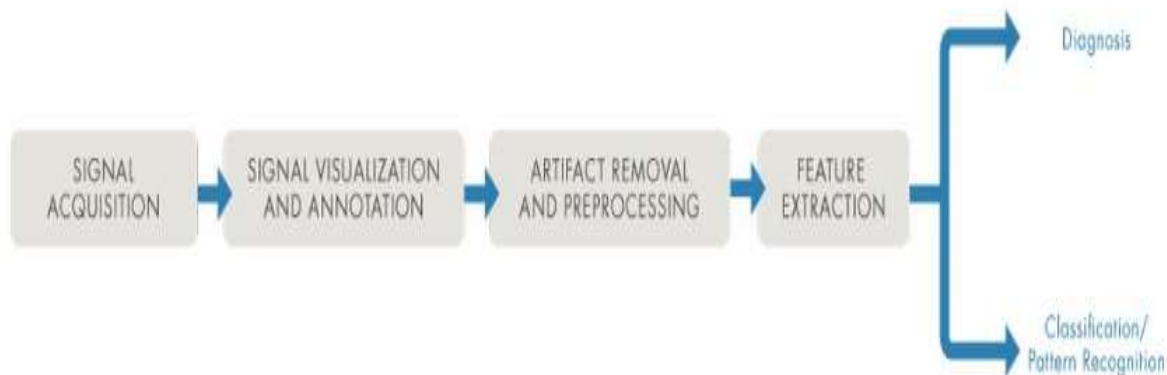 SIGNAL
ACQUISITION
SIGNAL VISUALIZATION
AND ANNOTATION
ARTIFACT REMOVAL
AND PREPROCESSING
FEATURE
EXTRACTION
Diagnosis
Classification/
Pattern Recognition